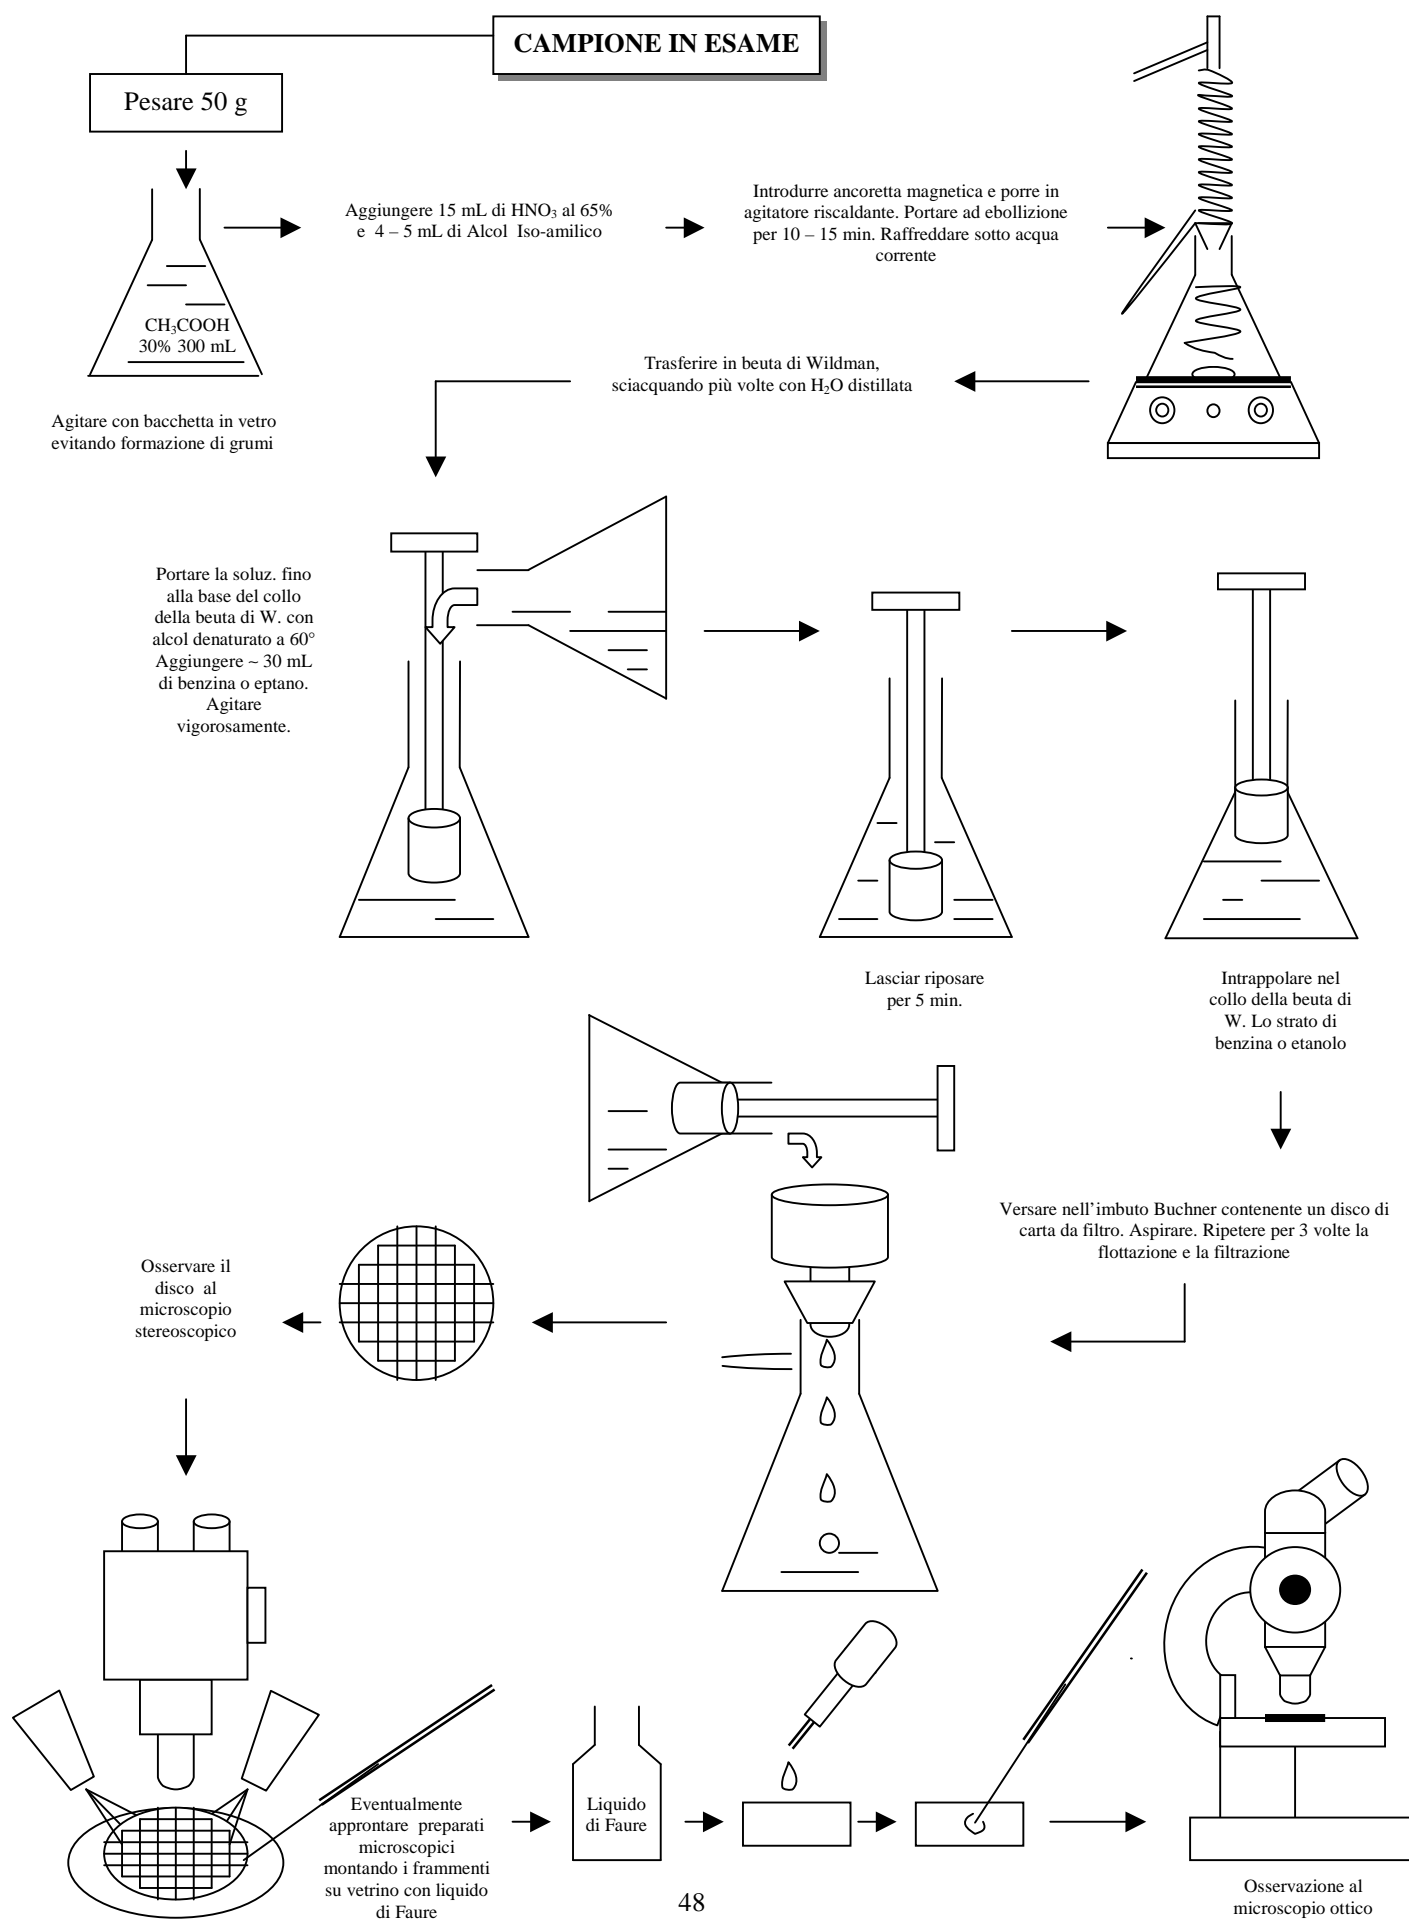 CAMPIONE IN ESAME
Pesare 50 g
CH₃COOH
30% 300 mL
Agitare con bacchetta in vetro
evitando formazione di grumi
Aggiungere 15 mL di HNO₃ al 65%
e 4 – 5 mL di Alcol Iso-amilico
Introdurre ancoretta magnetica e porre in
agitatore riscaldante. Portare ad ebollizione
per 10 – 15 min. Raffreddare sotto acqua
corrente
Trasferire in beuta di Wildman,
sciacquando più volte con H₂O distillata
Portare la soluz. fino
alla base del collo
della beuta di W. con
alcol denaturato a 60°
Aggiungere ~ 30 mL
di benzina o eptano.
Agitare
vigorosamente.
Lasciar riposare
per 5 min.
Intrappolare nel
collo della beuta di
W. Lo strato di
benzina o etanolo
Versare nell'imbuto Buchner contenente un disco di
carta da filtro. Aspirare. Ripetere per 3 volte la
flottazione e la filtrazione
Osservare il
disco al
microscopio
stereoscopico
Eventualmente
approntare preparati
microscopici
montando i frammenti
su vetrino con liquido
di Faure
Liquido
di Faure
Osservazione al
microscopio ottico
48